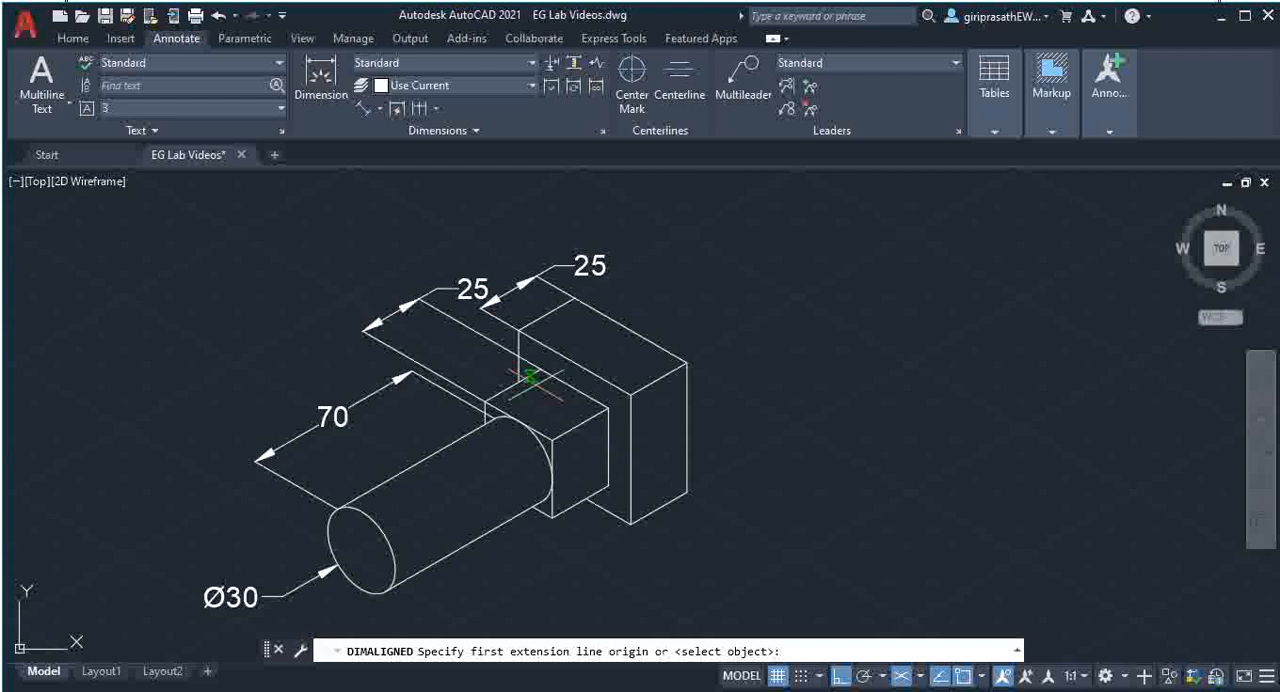 Autodesk AutoCAD 2021 EG Lab Videos.dwg
Type a keyword or phrase
giriprasathEW...
Home Insert Annotate Parametric View Manage Output Add-ins Collaborate Express Tools Featured Apps
Standard
Find text
3
Multiline
Text
Standard
Use Current
Dimension
Center
Mark
Centerline
Multileader
Standard
Tables
Markup
Anno...
Text Dimensions Centerlines Leaders
Start EG Lab Videos*
[−][Top][2D Wireframe]
N
W TOP E
S
25
25
70
Ø30
Y
X
DIMALIGNED Specify first extension line origin or <select object>:
Model Layout1 Layout2 +
MODEL
1:1